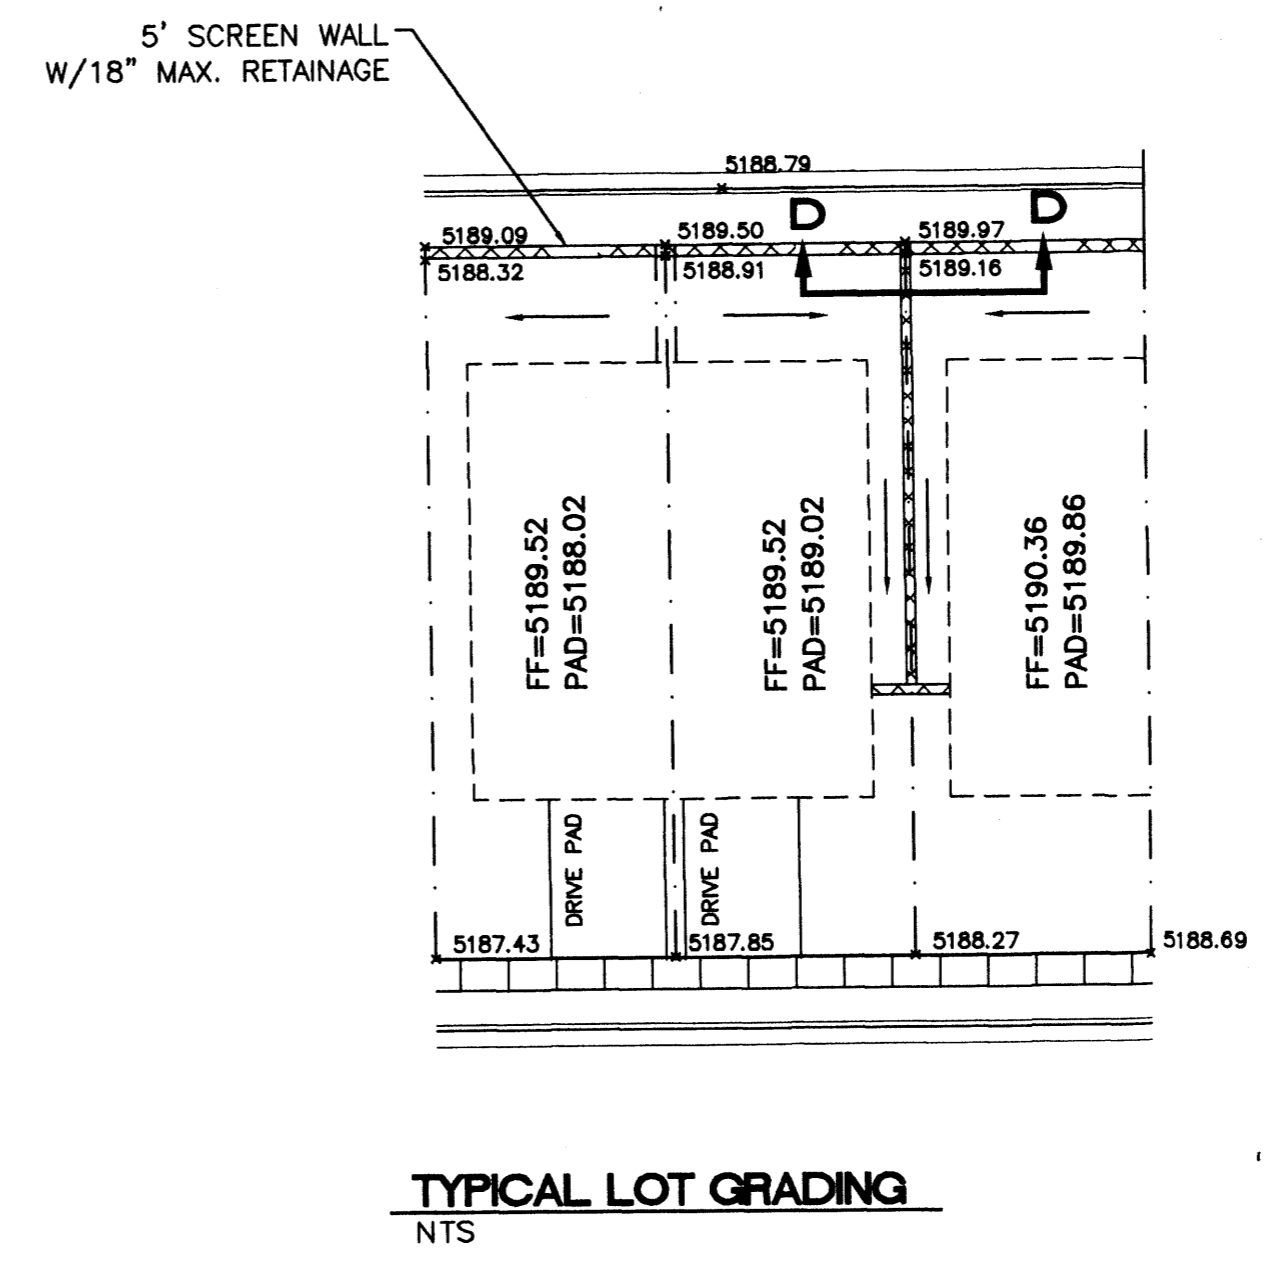 5' SCREEN WALL
W/18" MAX. RETAINAGE
5188.79
D
D
5189.09
5189.50
5189.97
5188.32
5188.91
5189.16
FF=5189.52
PAD=5188.02
FF=5189.52
PAD=5189.02
FF=5190.36
PAD=5189.86
DRIVE PAD
DRIVE PAD
5187.43
5187.85
5188.27
5188.69
TYPICAL LOT GRADING
NTS